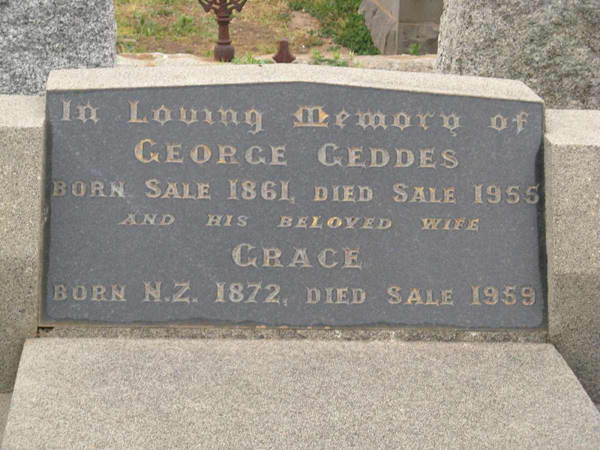 In Loving Memory of
GEORGE GEDDES
BORN SALE 1861, DIED SALE 1955
AND HIS BELOVED WIFE
GRACE
BORN N.Z. 1872, DIED SALE 1959